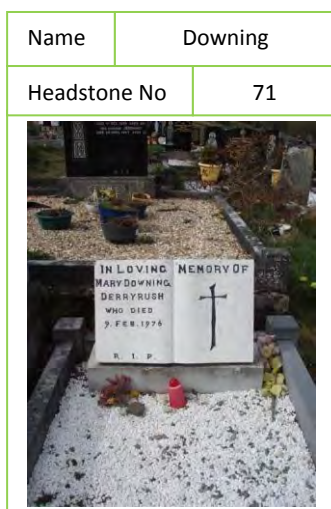 Name Downing
Headstone No 71
IN LOVING MEMORY OF
MARY DOWNING
DERRYRUSH
WHO DIED
9. FEB. 1976
R. I. P.